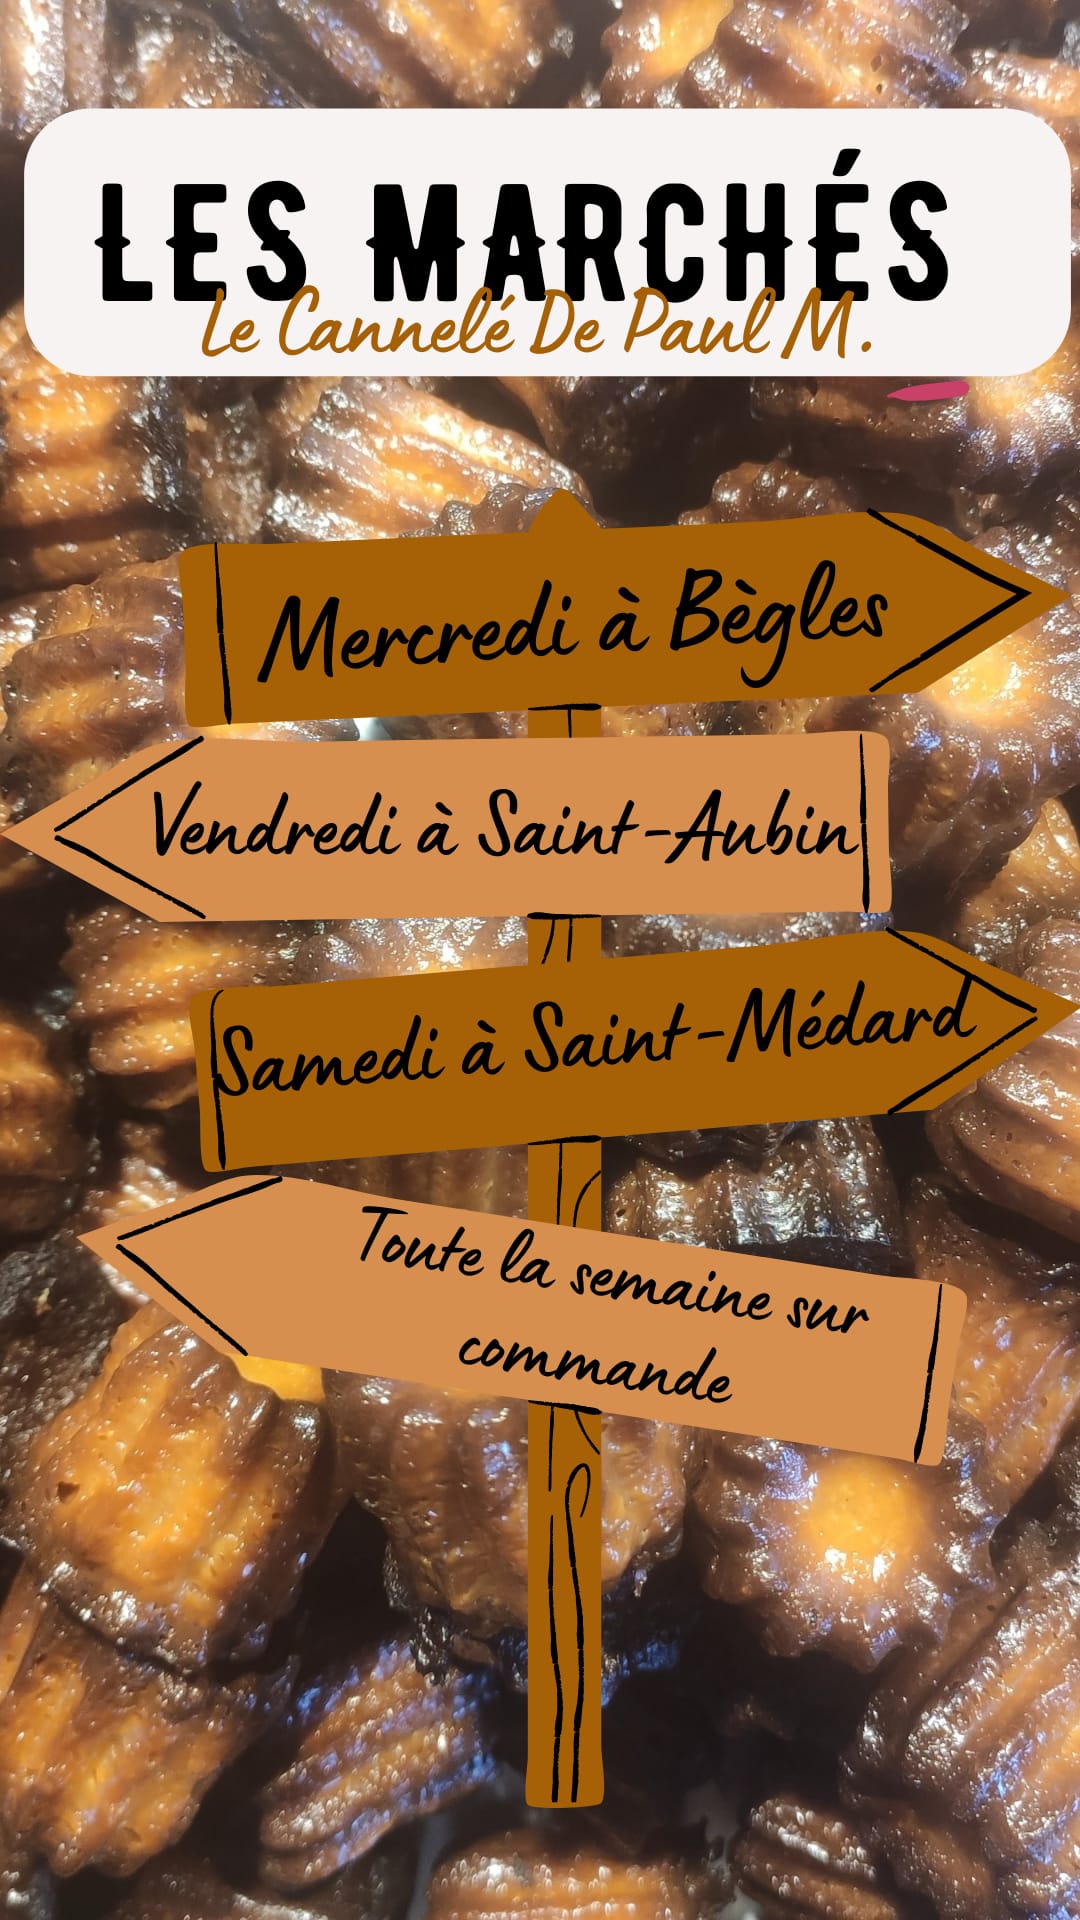 LES MARCHÉS
Le Cannelé De Paul M.
Mercredi à Bègles
Vendredi à Saint-Aubin
Samedi à Saint-Médard
Toute la semaine sur
commande